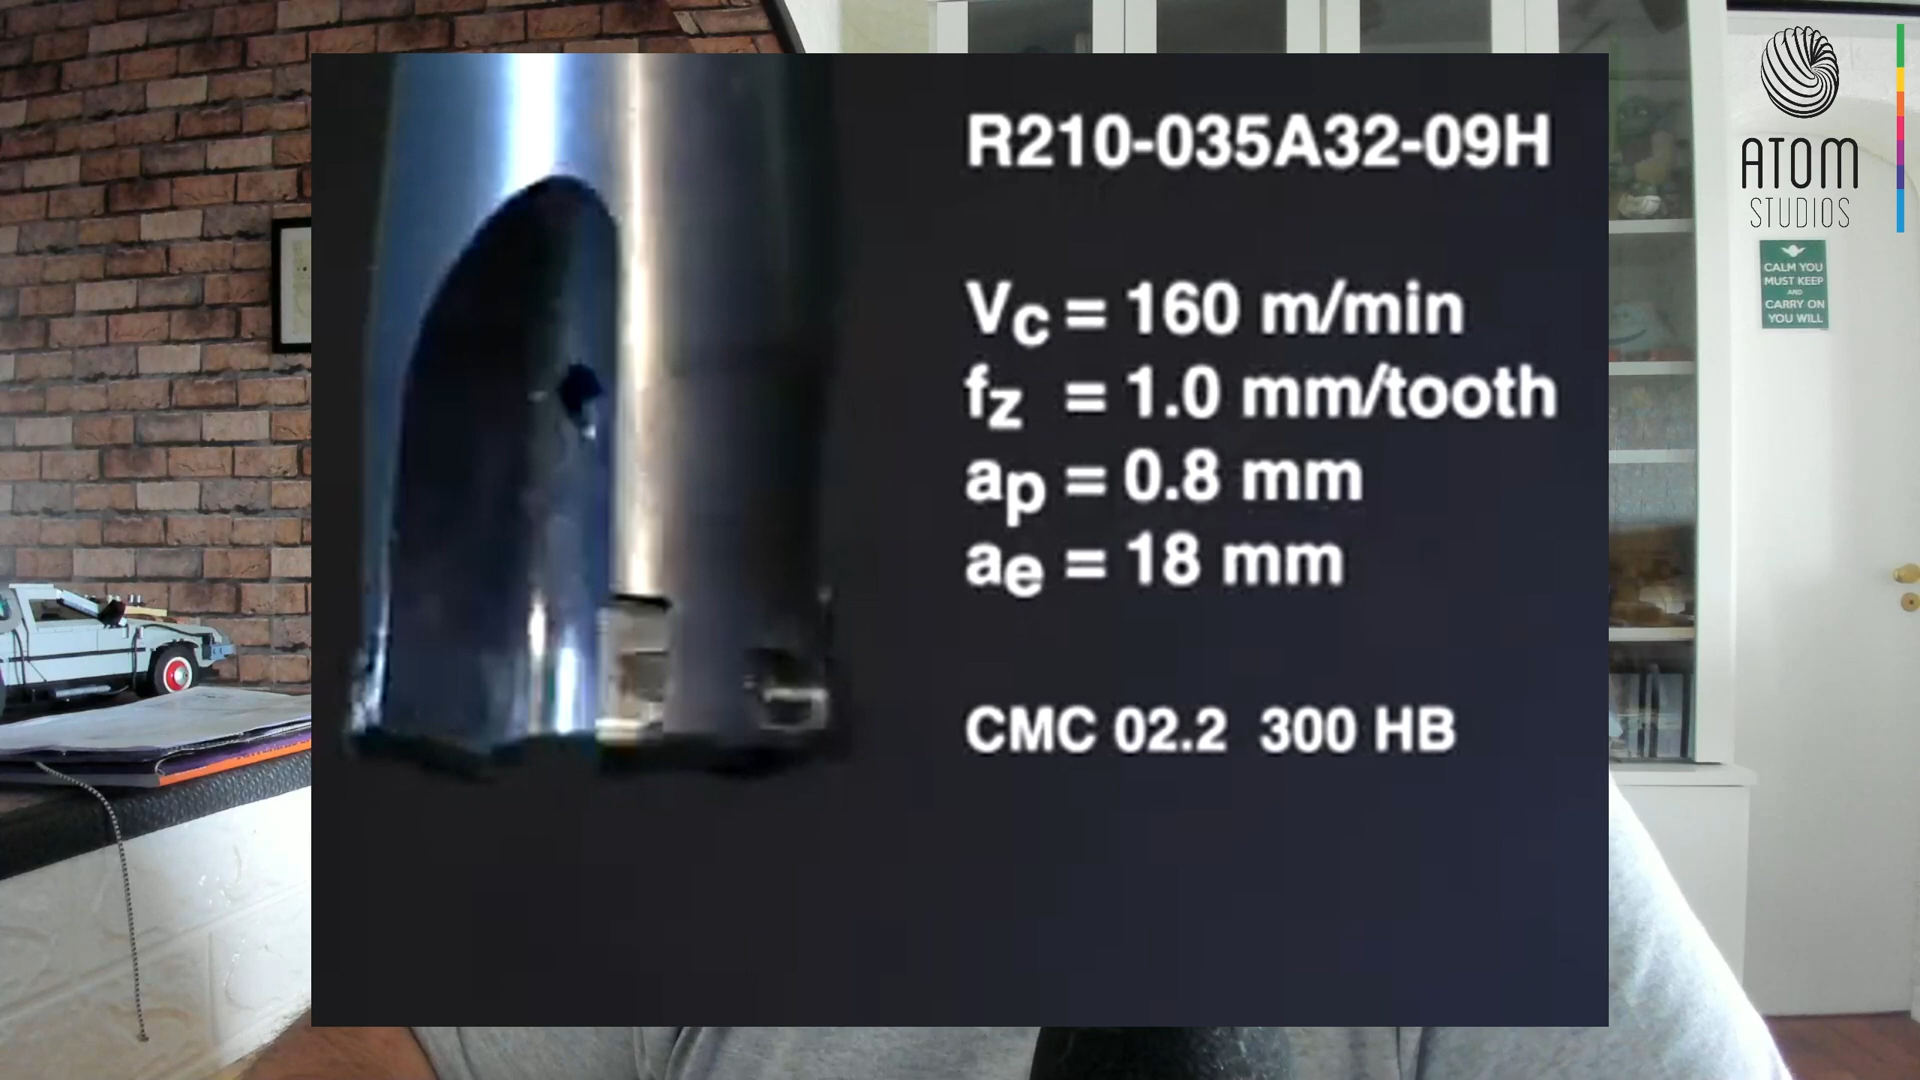 R210-035A32-09H
Vc = 160 m/min
fz = 1.0 mm/tooth
ap = 0.8 mm
ae = 18 mm
CMC 02.2 300 HB
ATOM
STUDIOS
CALM YOU
MUST KEEP
AND
CARRY ON
YOU WILL